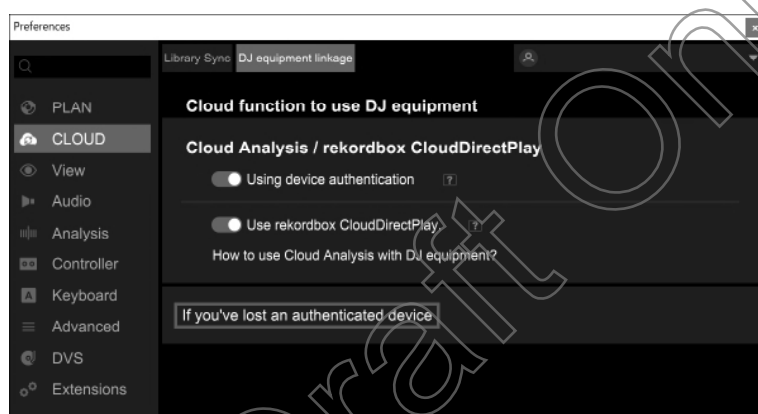 Preferences
Library Sync DJ equipment linkage
PLAN
CLOUD
View
Audio
Analysis
Controller
A Keyboard
Advanced
DVS
Extensions
Cloud function to use DJ equipment
Cloud Analysis / rekordbox CloudDirectPlay
Using device authentication ?
Use rekordbox CloudDirectPlay ?
How to use Cloud Analysis with DJ equipment?
If you've lost an authenticated device